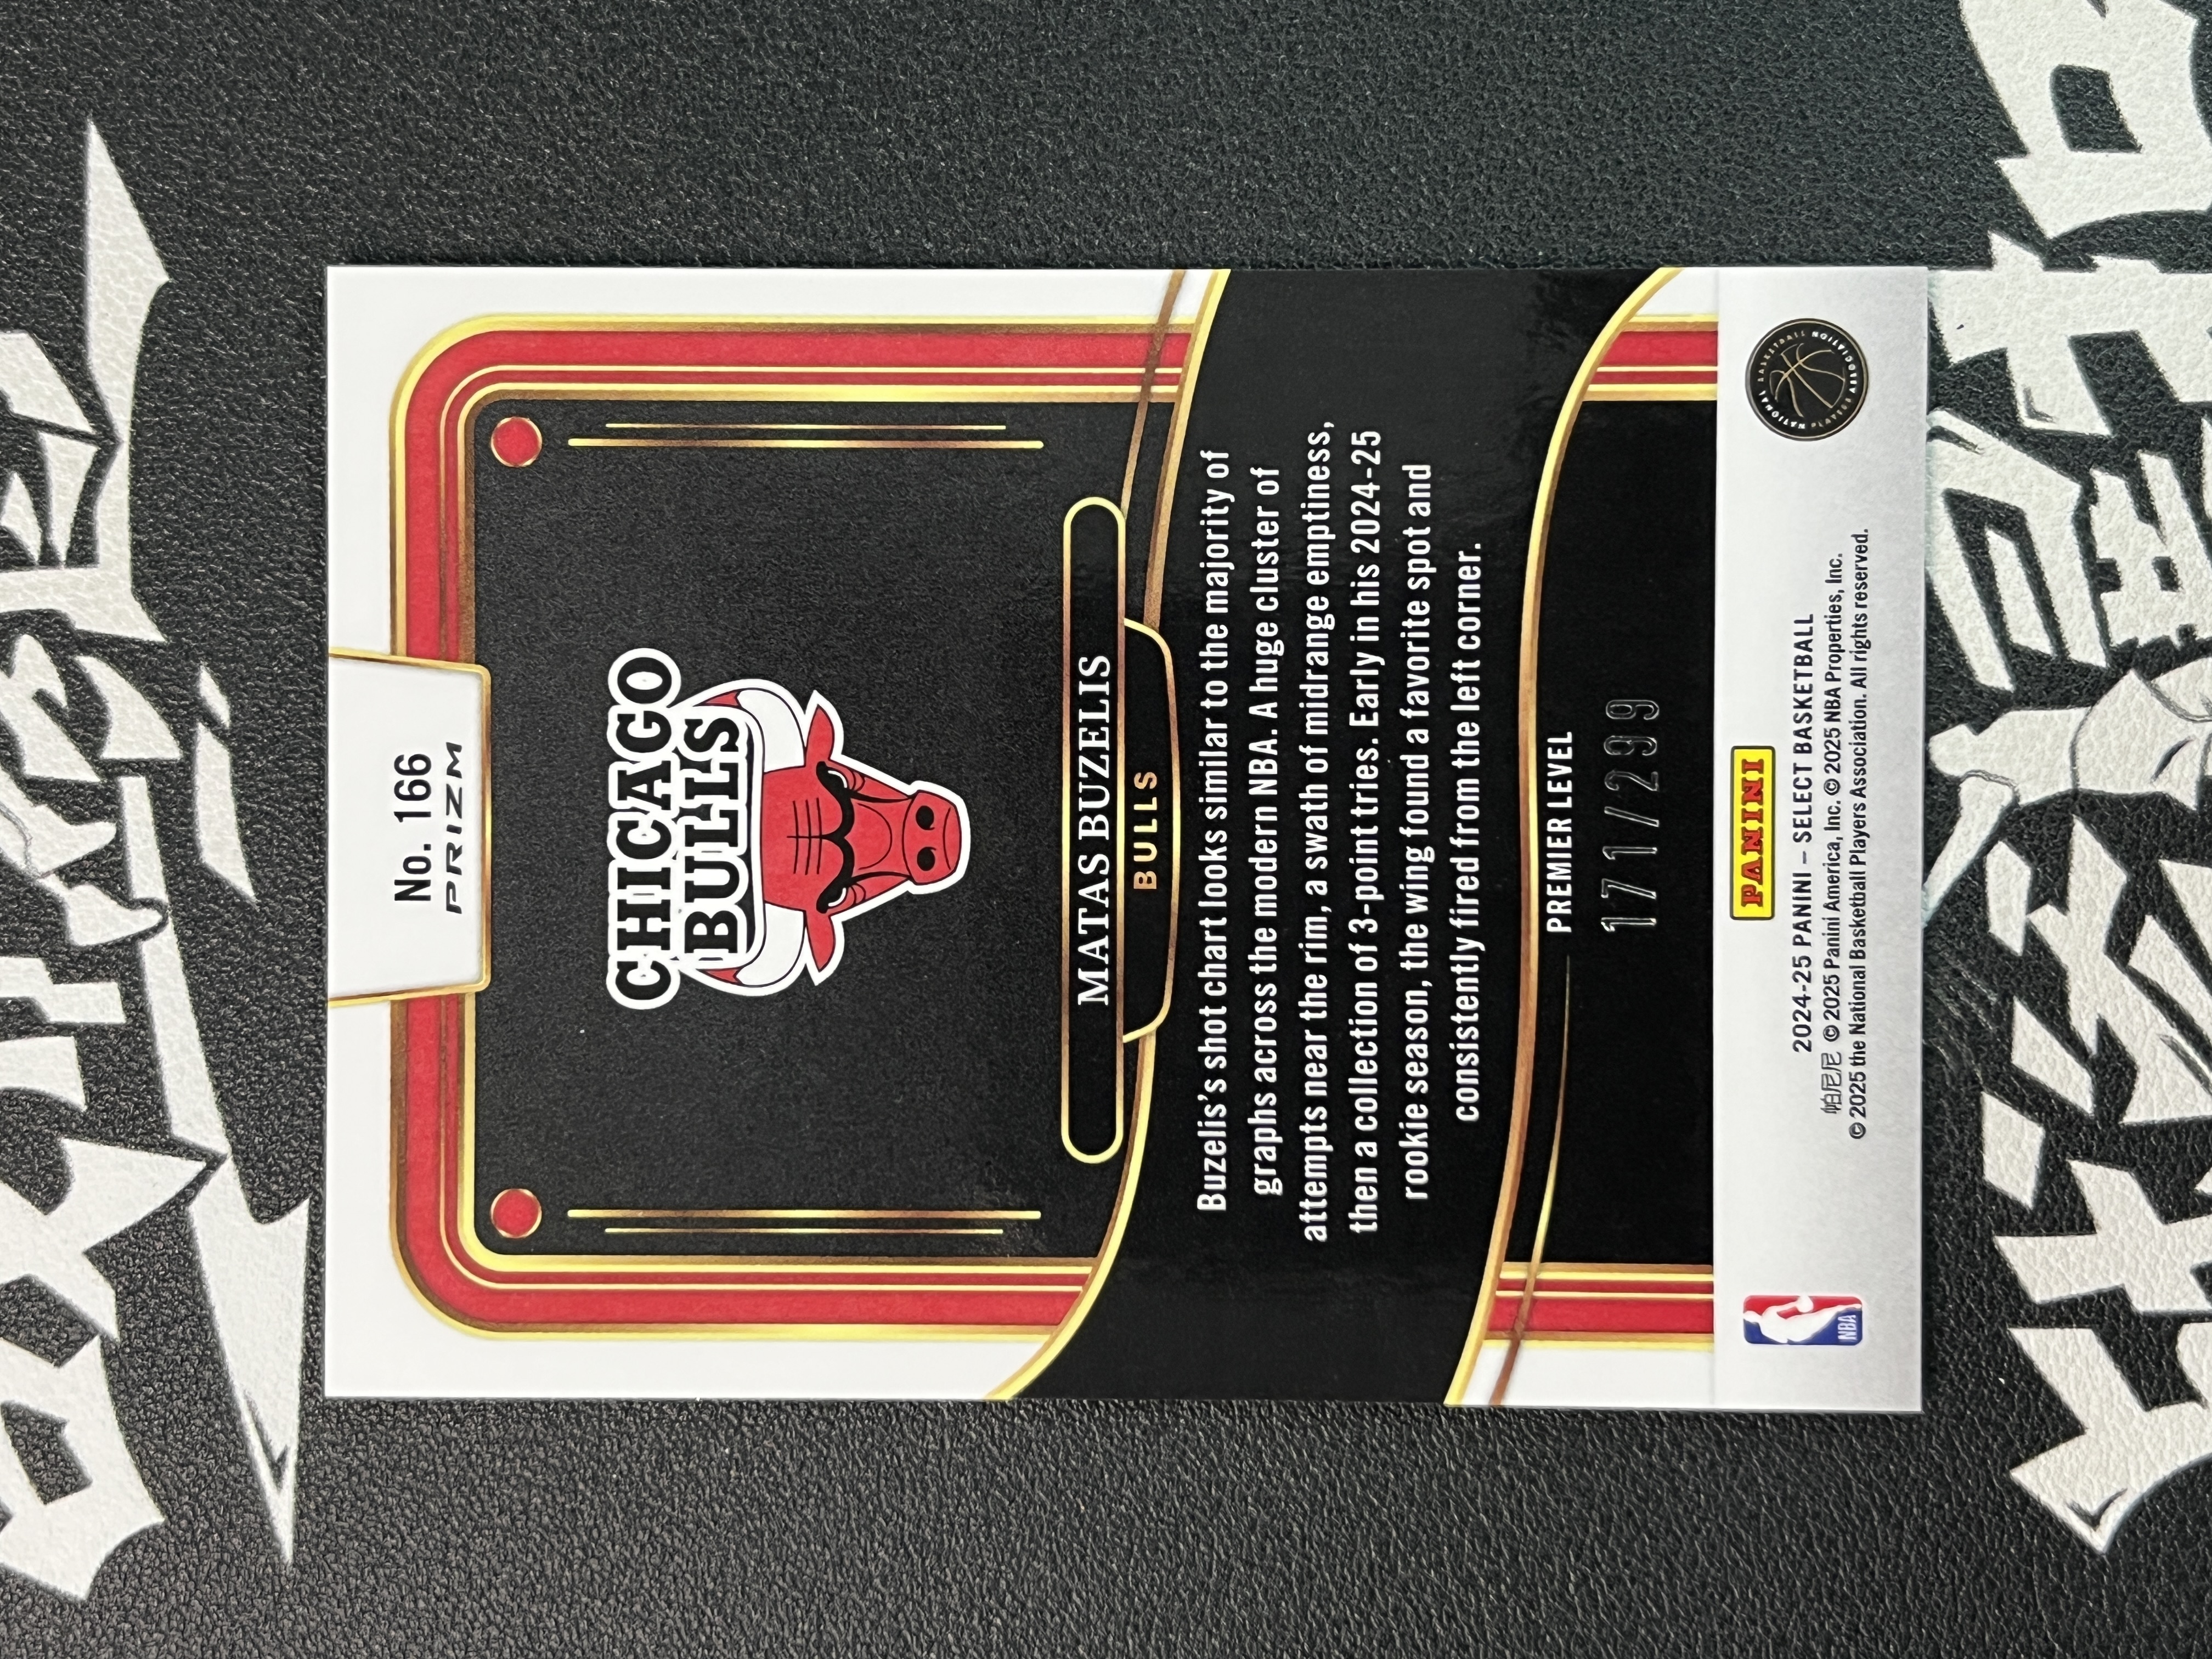 No. 166
PRIZM
CHICAGO
BULLS
MATAS BUZELIS
BULLS
Buzelis's shot chart looks similar to the majority of
graphs across the modern NBA. A huge cluster of
attempts near the rim, a swath of midrange emptiness,
then a collection of 3-point tries. Early in his 2024-25
rookie season, the wing found a favorite spot and
consistently fired from the left corner.
PREMIER LEVEL
171/299
PANINI
2024-25 PANINI – SELECT BASKETBALL
帕尼尼 © 2025 Panini America, Inc. © 2025 NBA Properties, Inc.
© 2025 the National Basketball Players Association. All rights reserved.
NBA
NATIONAL BASKETBALL PLAYERS ASSOCIATION